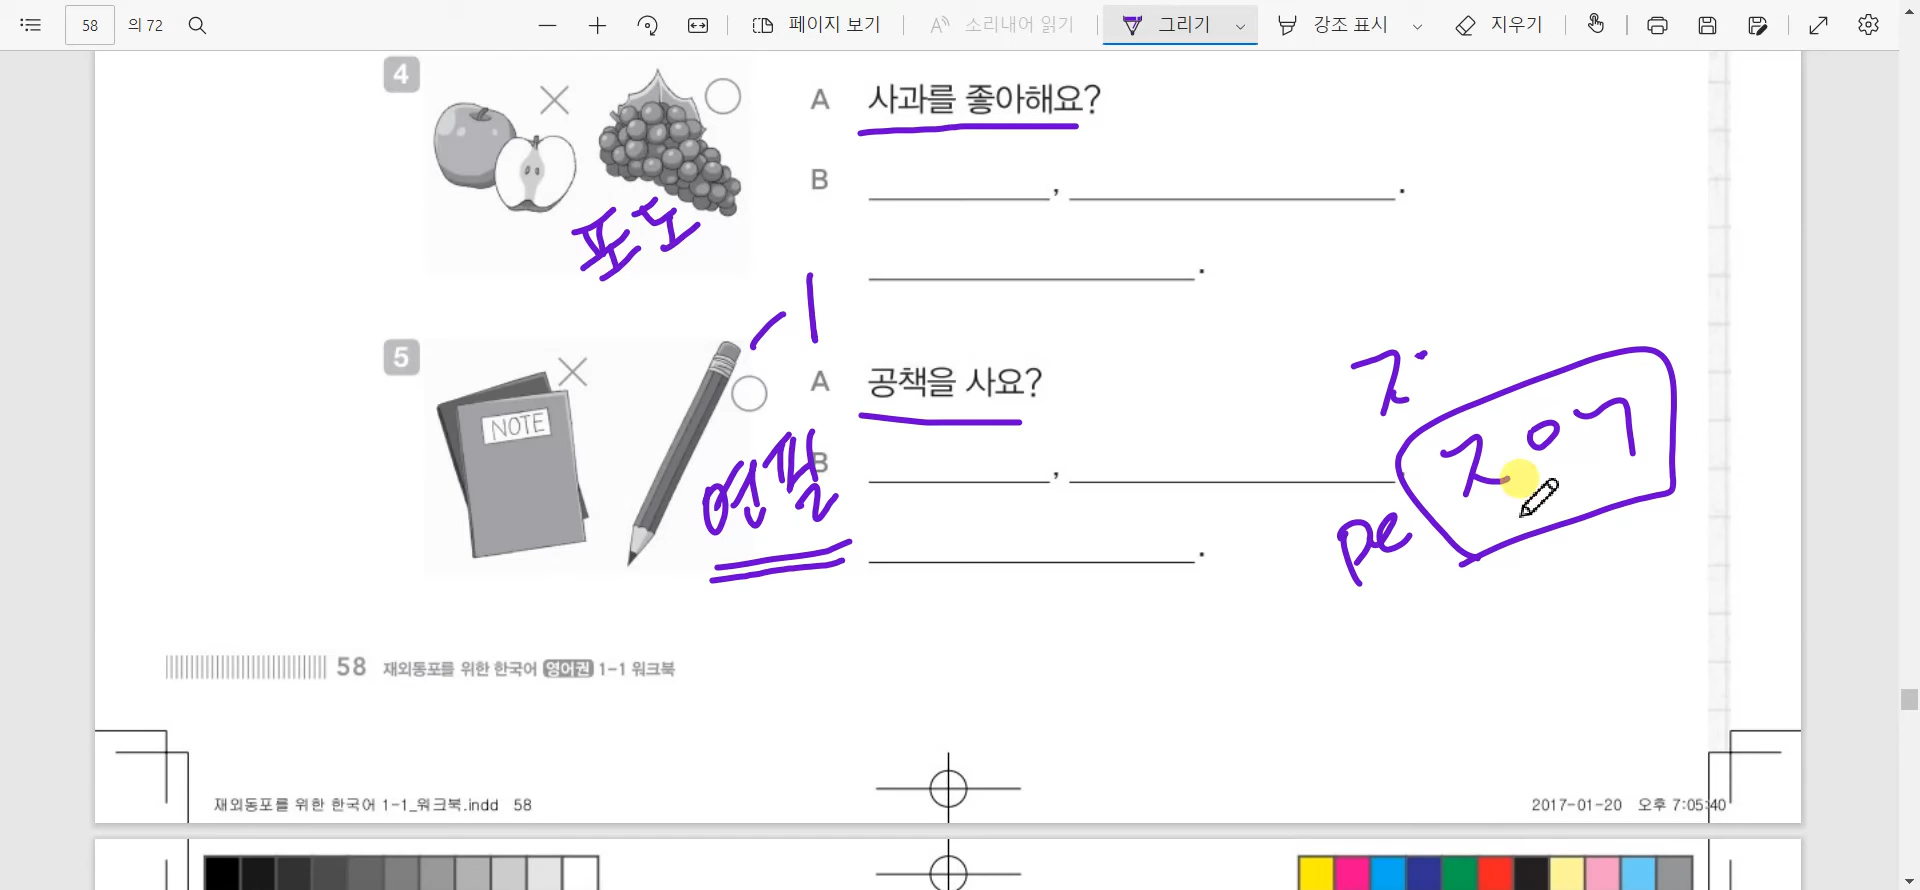 58 의 72 페이지 보기 소리내어 읽기 그리기 강조 표시 지우기
4
A 사과를 좋아해요?
B , .
포도
.
5
NOTE
A 공책을 사요?
B ,
연필
.
58 재외동포를 위한 한국어 영어권 1-1 워크북
재외동포를 위한 한국어 1-1_워크북.indd 58
2017-01-20 오후 7:05:40